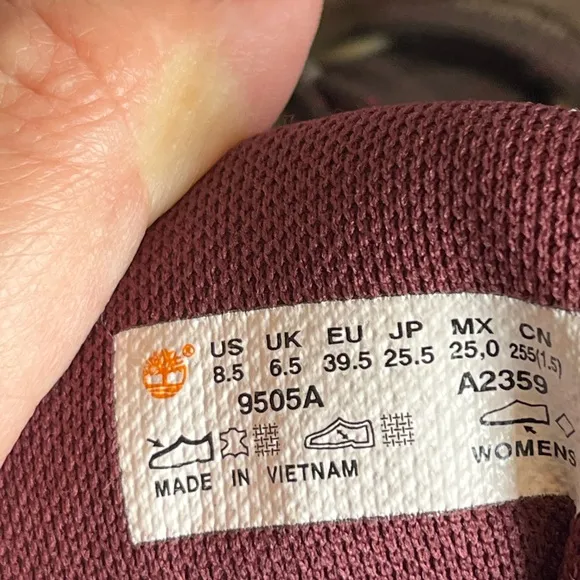 ® US UK EU JP MX CN
8.5 6.5 39.5 25.5 25,0 255(1.5)
9505A A2359
WOMENS
MADE IN VIETNAM